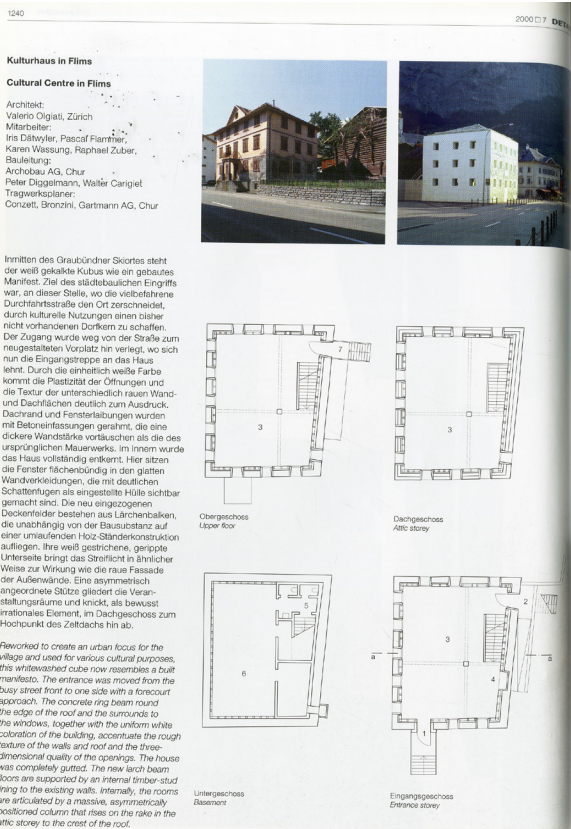 1240
2000 □ 7 DETA
Kulturhaus in Flims
Cultural Centre in Flims
Architekt:
Valerio Olgiati, Zürich
Mitarbeiter:
Iris Dätwyler, Pascal Flammer,
Karen Wassung, Raphael Zuber,
Bauleitung:
Archobau AG, Chur
Peter Diggelmann, Walter Carigiet
Tragwerksplaner:
Conzett, Bronzini, Gartmann AG, Chur
Inmitten des Graubündner Skiortes steht
der weiß gekalkte Kubus wie ein gebautes
Manifest. Ziel des städtebaulichen Eingriffs
war, an dieser Stelle, wo die vielbefahrene
Durchfahrtsstraße den Ort zerschneidet,
durch kulturelle Nutzungen einen bisher
nicht vorhandenen Dorfkern zu schaffen.
Der Zugang wurde weg von der Straße zum
neugestalteten Vorplatz hin verlegt, wo sich
nun die Eingangstreppe an das Haus
lehnt. Durch die einheitlich weiße Farbe
kommt die Plastizität der Öffnungen und
die Textur der unterschiedlich rauen Wand-
und Dachflächen deutlich zum Ausdruck.
Dachrand und Fensterlaibungen wurden
mit Betoneinfassungen gerahmt, die eine
dickere Wandstärke vortäuschen als die des
ursprünglichen Mauerwerks. Im Innern wurde
das Haus vollständig entkernt. Hier sitzen
die Fenster flächenbündig in den glatten
Wandverkleidungen, die mit deutlichen
Schattenfugen als eingestellte Hülle sichtbar
gemacht sind. Die neu eingezogenen
Deckenfelder bestehen aus Lärchenbalken,
die unabhängig von der Bausubstanz auf
einer umlaufenden Holz-Ständerkonstruktion
aufliegen. Ihre weiß gestrichene, gerippte
Unterseite bringt das Streiflicht in ähnlicher
Weise zur Wirkung wie die raue Fassade
der Außenwände. Eine asymmetrisch
angeordnete Stütze gliedert die Veran-
staltungsräume und knickt, als bewusst
irrationales Element, im Dachgeschoss zum
Hochpunkt des Zeltdachs hin ab.
Reworked to create an urban focus for the
village and used for various cultural purposes,
this whitewashed cube now resembles a built
manifesto. The entrance was moved from the
busy street front to one side with a forecourt
approach. The concrete ring beam round
the edge of the roof and the surrounds to
the windows, together with the uniform white
coloration of the building, accentuate the rough
texture of the walls and roof and the three-
dimensional quality of the openings. The house
was completely gutted. The new larch beam
floors are supported by an internal timber-stud
lining to the existing walls. Internally, the rooms
are articulated by a massive, asymmetrically
positioned column that rises on the rake in the
attic storey to the crest of the roof.
7
3
3
Obergeschoss
Upper floor
Dachgeschoss
Attic storey
5
6
2
3
a
a
4
1
Untergeschoss
Basement
Eingangsgeschoss
Entrance storey